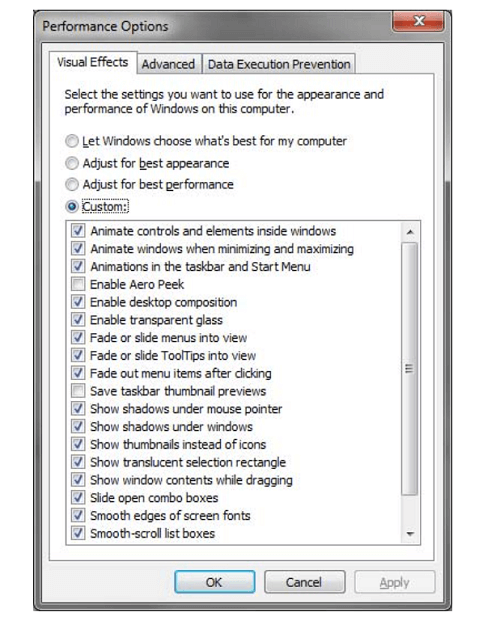 Performance Options
Visual Effects
Advanced
Data Execution Prevention
Select the settings you want to use for the appearance and
performance of Windows on this computer.
Let Windows choose what's best for my computer
Adjust for best appearance
Adjust for best performance
Custom:
Animate controls and elements inside windows
Animate windows when minimizing and maximizing
Animations in the taskbar and Start Menu
Enable Aero Peek
Enable desktop composition
Enable transparent glass
Fade or slide menus into view
Fade or slide ToolTips into view
Fade out menu items after clicking
Save taskbar thumbnail previews
Show shadows under mouse pointer
Show shadows under windows
Show thumbnails instead of icons
Show translucent selection rectangle
Show window contents while dragging
Slide open combo boxes
Smooth edges of screen fonts
Smooth-scroll list boxes
OK
Cancel
Apply